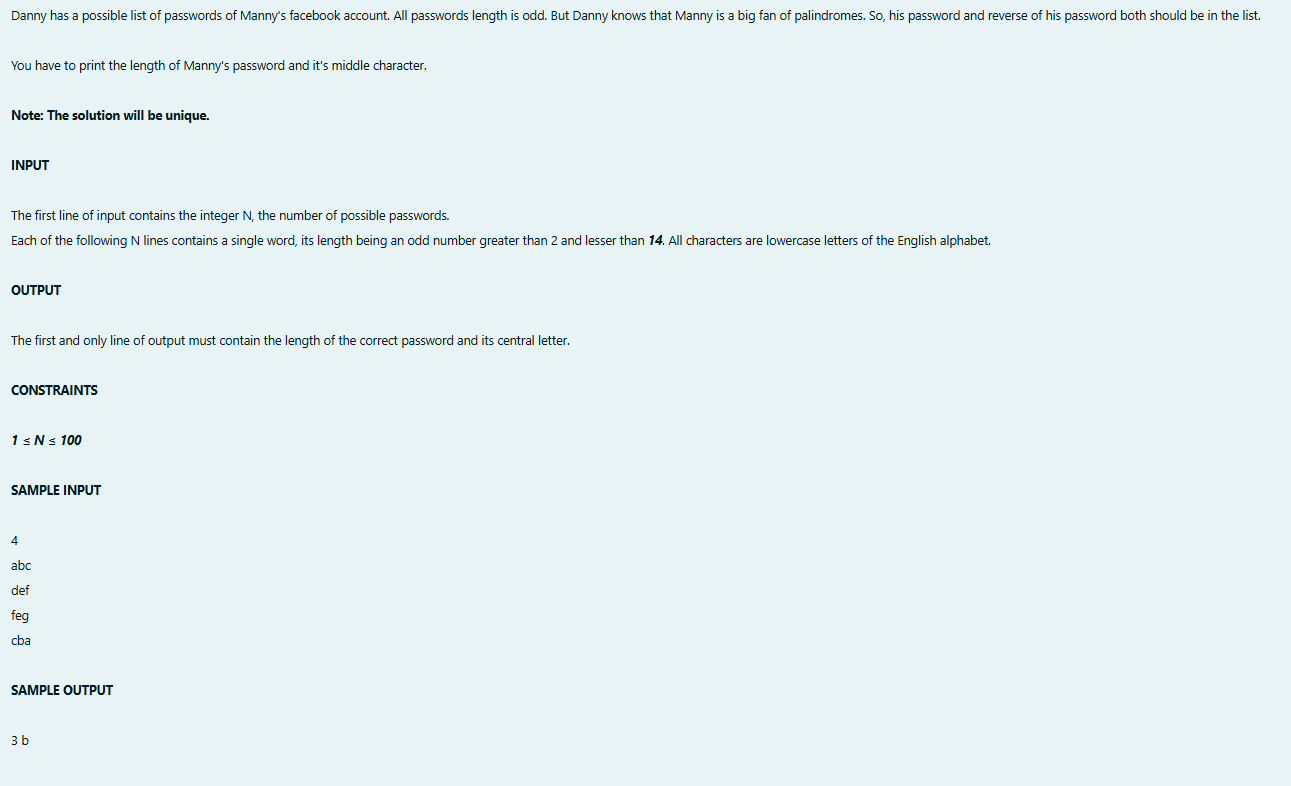 Danny has a possible list of passwords of Manny's facebook account. All passwords length is odd. But Danny knows that Manny is a big fan of palindromes. So, his password and reverse of his password both should be in the list.
You have to print the length of Manny's password and it's middle character.
Note: The solution will be unique.
INPUT
The first line of input contains the integer N, the number of possible passwords.
Each of the following N lines contains a single word, its length being an odd number greater than 2 and lesser than 14. All characters are lowercase letters of the English alphabet.
OUTPUT
The first and only line of output must contain the length of the correct password and its central letter.
CONSTRAINTS
1 ≤ N ≤ 100
SAMPLE INPUT
4
abc
def
feg
cba
SAMPLE OUTPUT
3 b